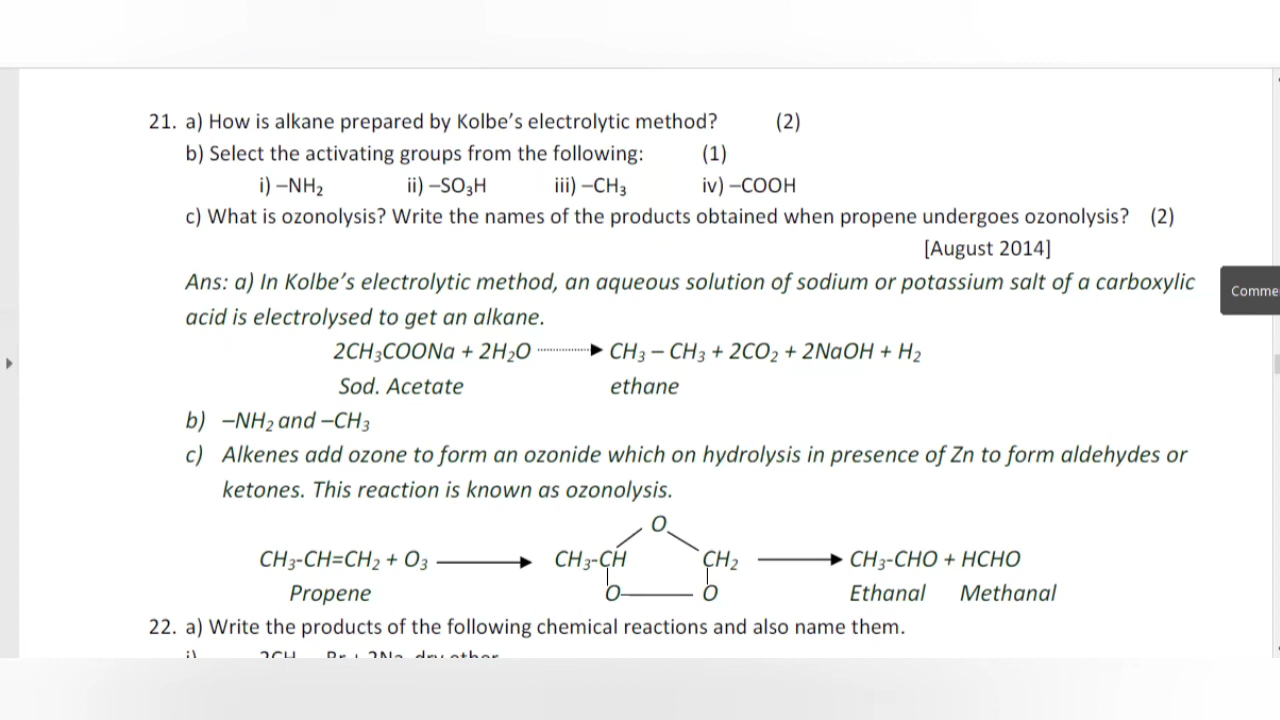 21. a) How is alkane prepared by Kolbe’s electrolytic method? (2)
b) Select the activating groups from the following: (1)
i) –NH₂ ii) –SO₃H iii) –CH₃ iv) –COOH
c) What is ozonolysis? Write the names of the products obtained when propene undergoes ozonolysis? (2)
[August 2014]
Ans: a) In Kolbe’s electrolytic method, an aqueous solution of sodium or potassium salt of a carboxylic
Comme
acid is electrolysed to get an alkane.
2CH₃COONa + 2H₂O ⟶ CH₃ – CH₃ + 2CO₂ + 2NaOH + H₂
Sod. Acetate ethane
b) –NH₂ and –CH₃
c) Alkenes add ozone to form an ozonide which on hydrolysis in presence of Zn to form aldehydes or
ketones. This reaction is known as ozonolysis.
O
CH₃-CH=CH₂ + O₃ ⟶ CH₃-CH CH₂ ⟶ CH₃-CHO + HCHO
Propene O O Ethanal Methanal
22. a) Write the products of the following chemical reactions and also name them.